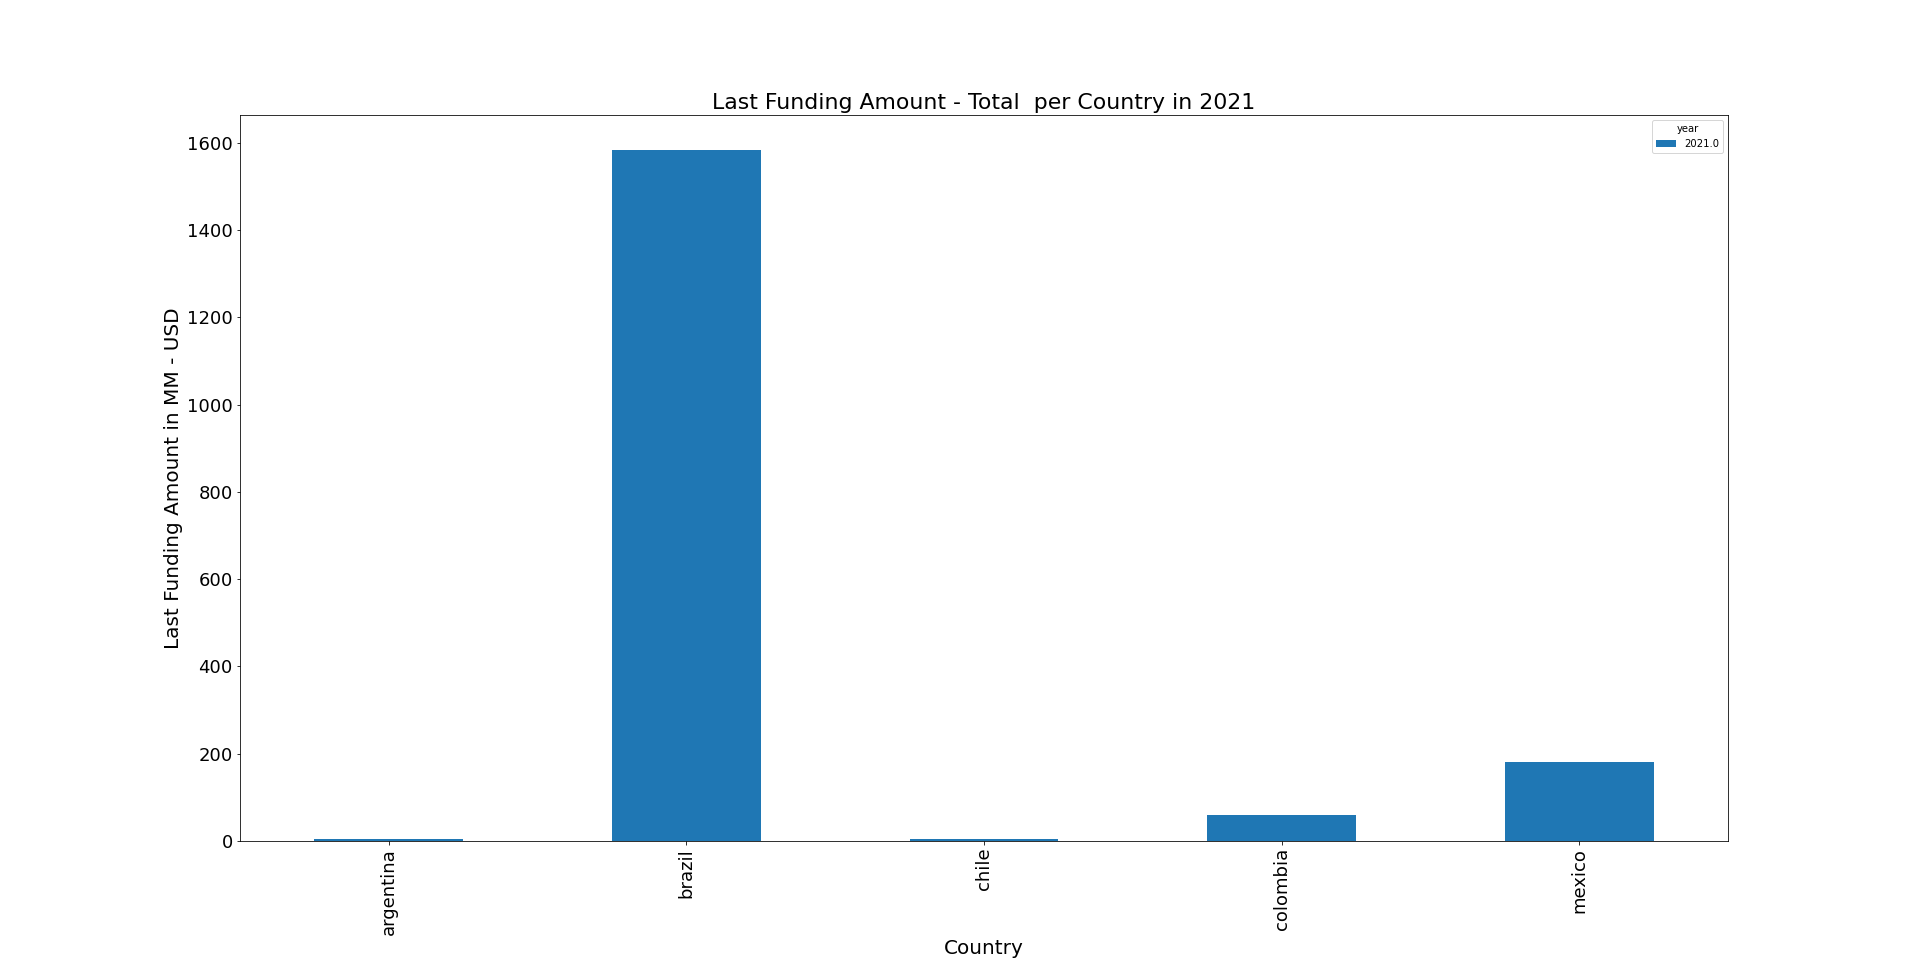 Last Funding Amount - Total  per Country in 2021
year
2021.0
Last Funding Amount in MM - USD
1600
1400
1200
1000
800
600
400
200
0
argentina
brazil
chile
colombia
mexico
Country